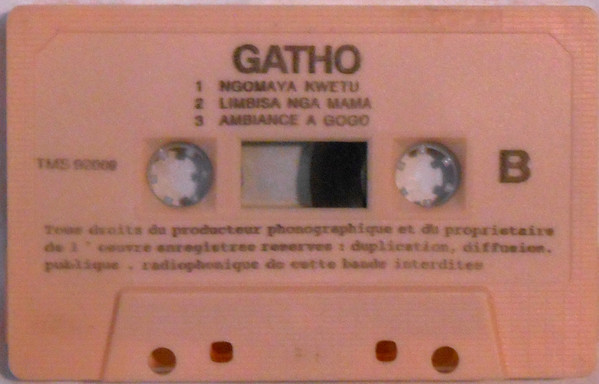 GATHO
1 NGOMAYA KWETU
2 LIMBISA NGA MAMA
3 AMBIANCE A GOGO
TMS 92009
B
Tous droits du producteur phonographique et du proprietaire
de l ' oeuvre enregistree reserves : duplication, diffusion.
publique . radiophonique de cette bande interdites